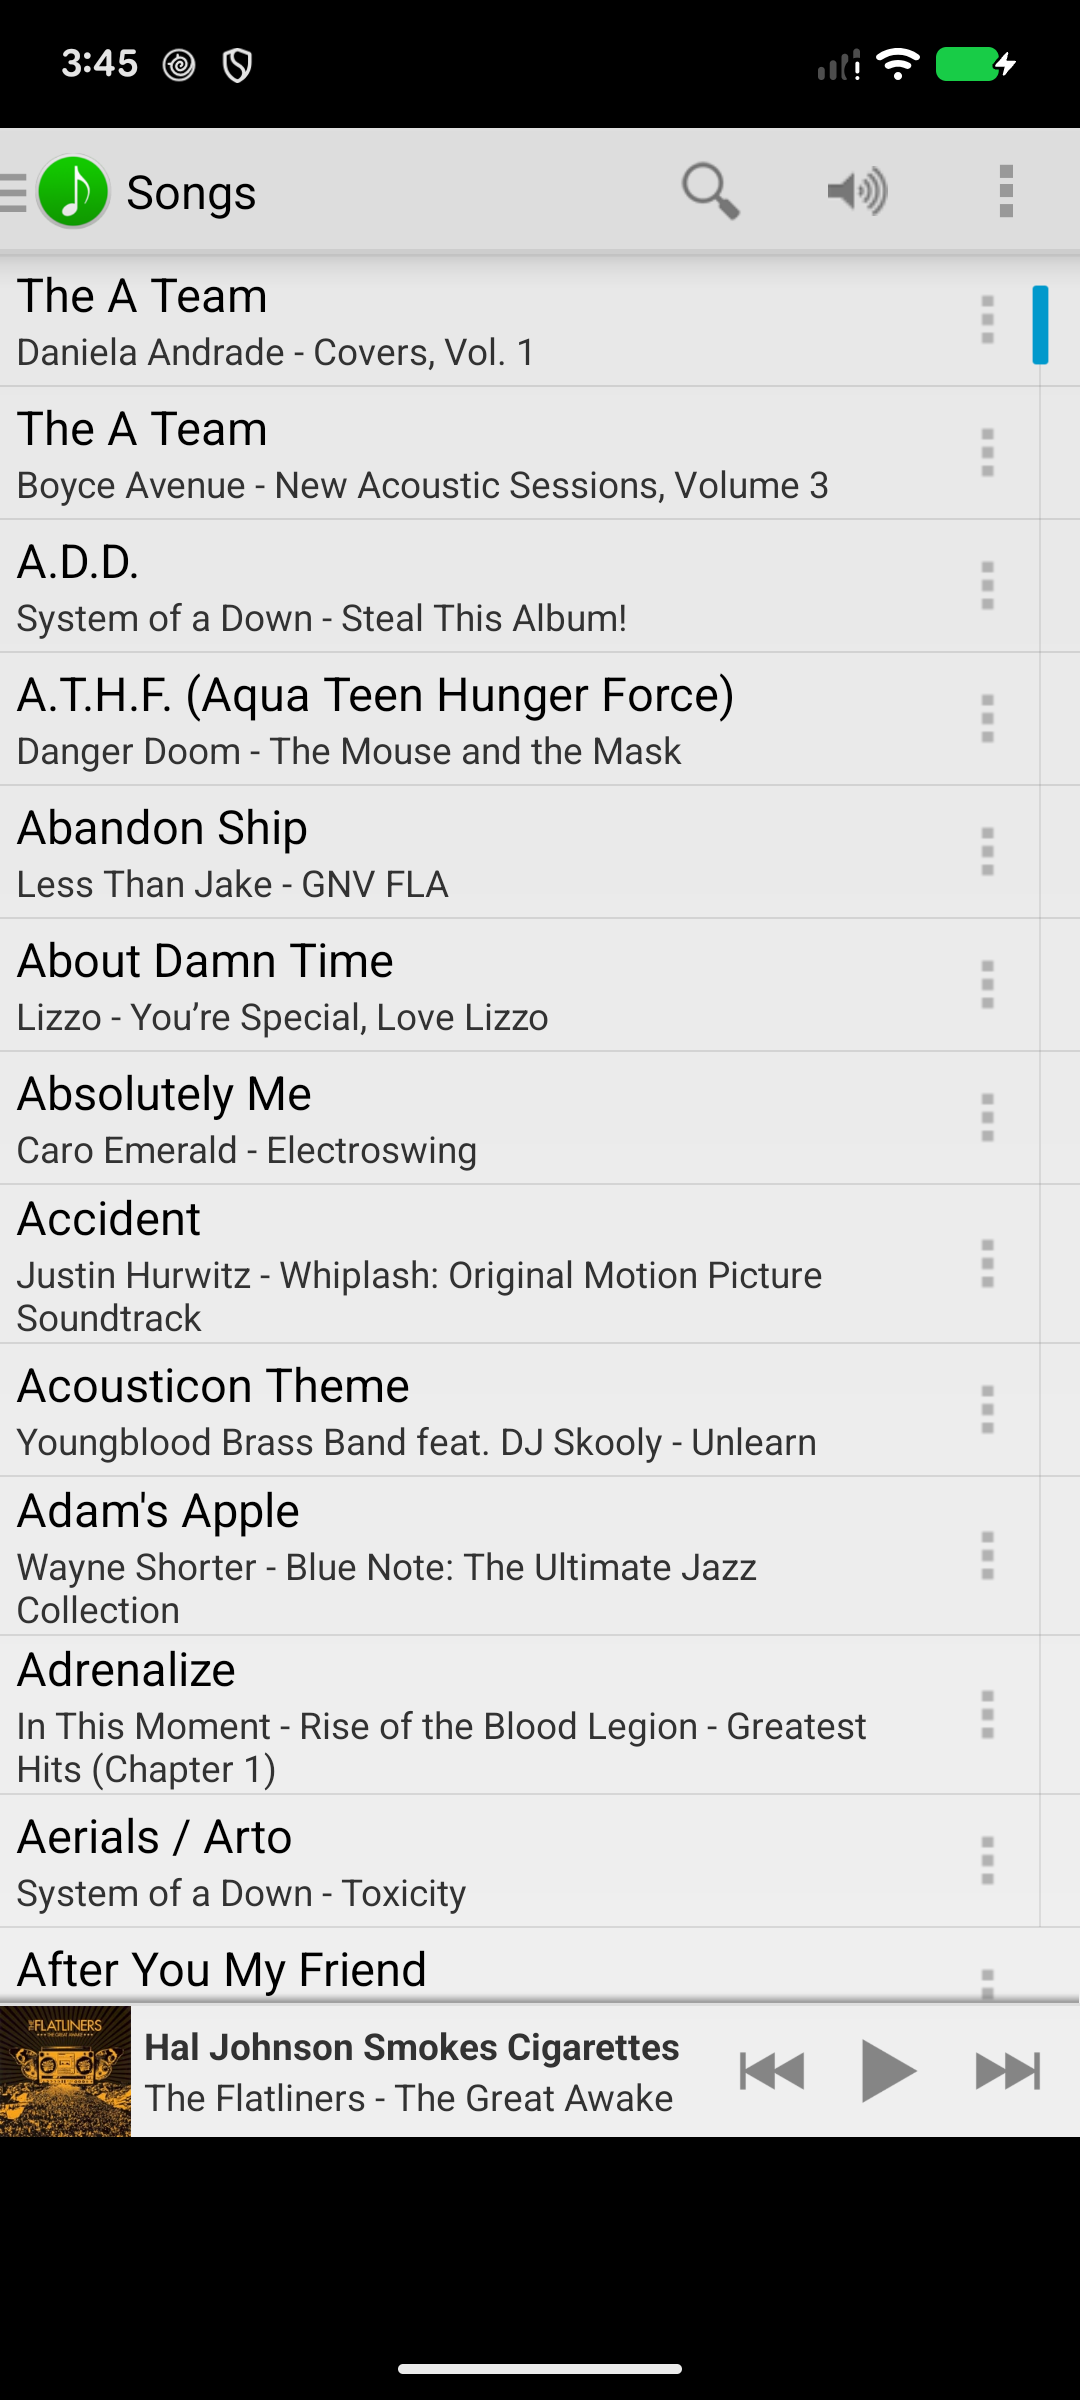 3:45
Songs
The A Team
Daniela Andrade - Covers, Vol. 1
The A Team
Boyce Avenue - New Acoustic Sessions, Volume 3
A.D.D.
System of a Down - Steal This Album!
A.T.H.F. (Aqua Teen Hunger Force)
Danger Doom - The Mouse and the Mask
Abandon Ship
Less Than Jake - GNV FLA
About Damn Time
Lizzo - You’re Special, Love Lizzo
Absolutely Me
Caro Emerald - Electroswing
Accident
Justin Hurwitz - Whiplash: Original Motion Picture
Soundtrack
Acousticon Theme
Youngblood Brass Band feat. DJ Skooly - Unlearn
Adam's Apple
Wayne Shorter - Blue Note: The Ultimate Jazz
Collection
Adrenalize
In This Moment - Rise of the Blood Legion - Greatest
Hits (Chapter 1)
Aerials / Arto
System of a Down - Toxicity
After You My Friend
THE FLATLINERS
THE GREAT AWAKE
Hal Johnson Smokes Cigarettes
The Flatliners - The Great Awake